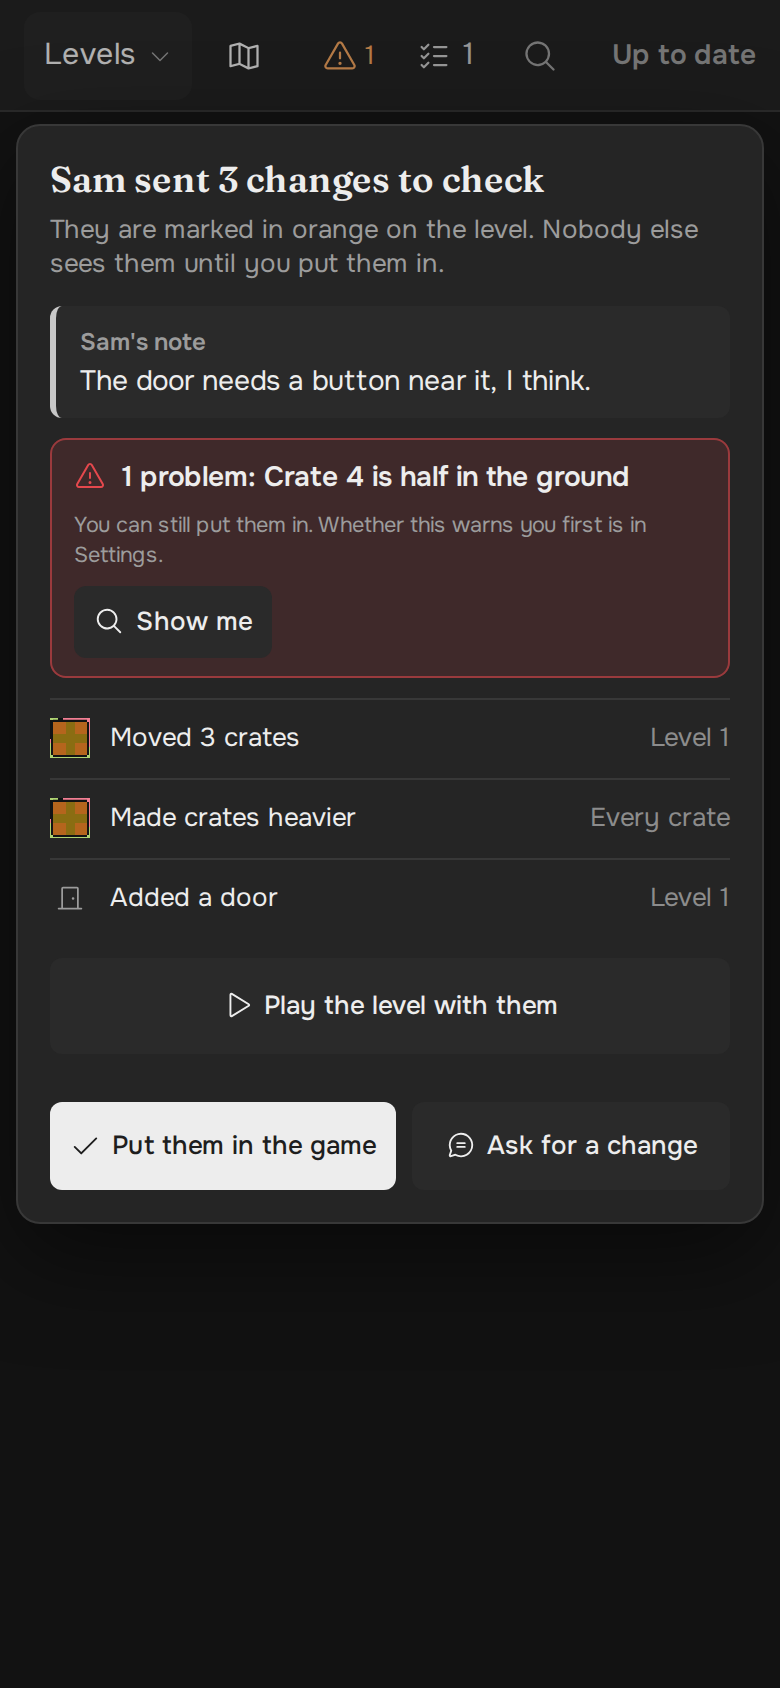 Levels
1
1
Up to date
Sam sent 3 changes to check
They are marked in orange on the level. Nobody else
sees them until you put them in.
Sam's note
The door needs a button near it, I think.
1 problem: Crate 4 is half in the ground
You can still put them in. Whether this warns you first is in
Settings.
Show me
Moved 3 crates Level 1
Made crates heavier Every crate
Added a door Level 1
Play the level with them
Put them in the game
Ask for a change